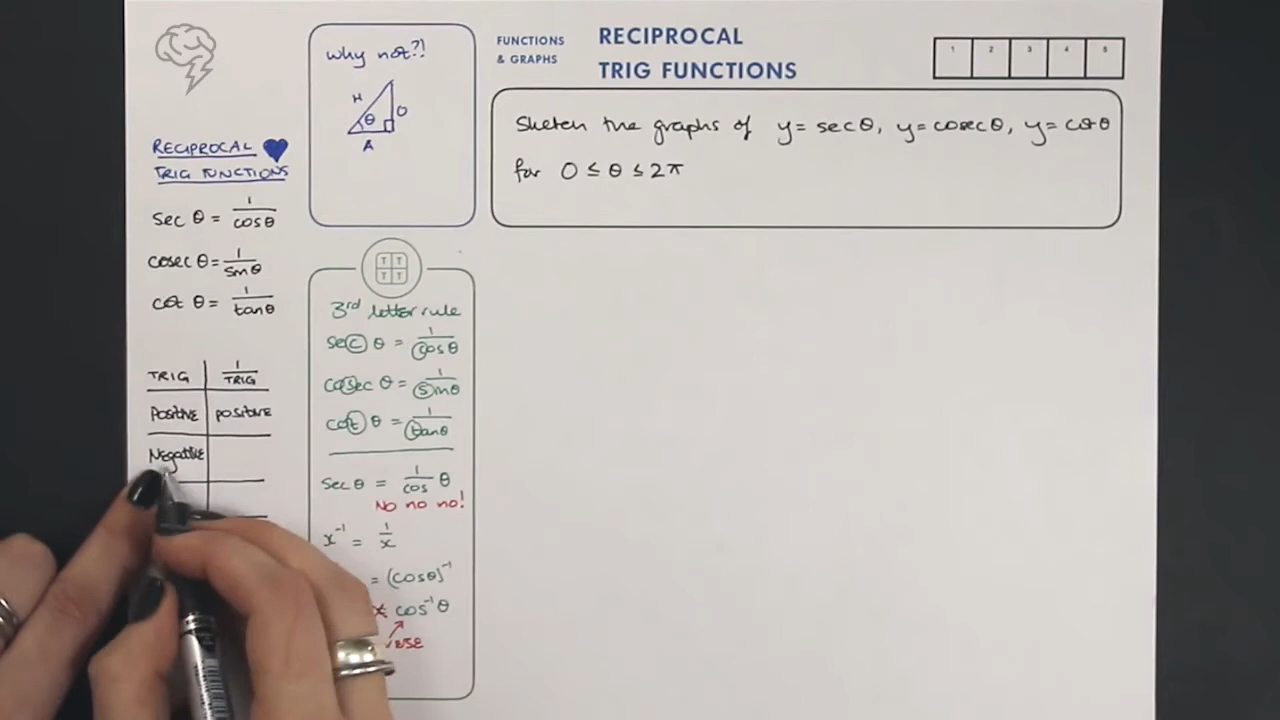 RECIPROCAL
TRIG FUNCTIONS
sec θ = 1/cosθ
cosec θ = 1/sinθ
cot θ = 1/tanθ
TRIG 1/TRIG
Positive positive
Negative
why not?!
H
θ
O
A
3rd letter rule
sec θ = 1/cosθ
cosec θ = 1/sinθ
cot θ = 1/tanθ
sec θ = 1/cos θ
No no no!
x⁻¹ = 1/x
= (cosθ)⁻¹
≠ cos⁻¹θ
T T
T T
FUNCTIONS
& GRAPHS
RECIPROCAL
TRIG FUNCTIONS
1 2 3 4 5
Sketch the graphs of y = secθ, y = cosecθ, y = cotθ
for 0 ≤ θ ≤ 2π